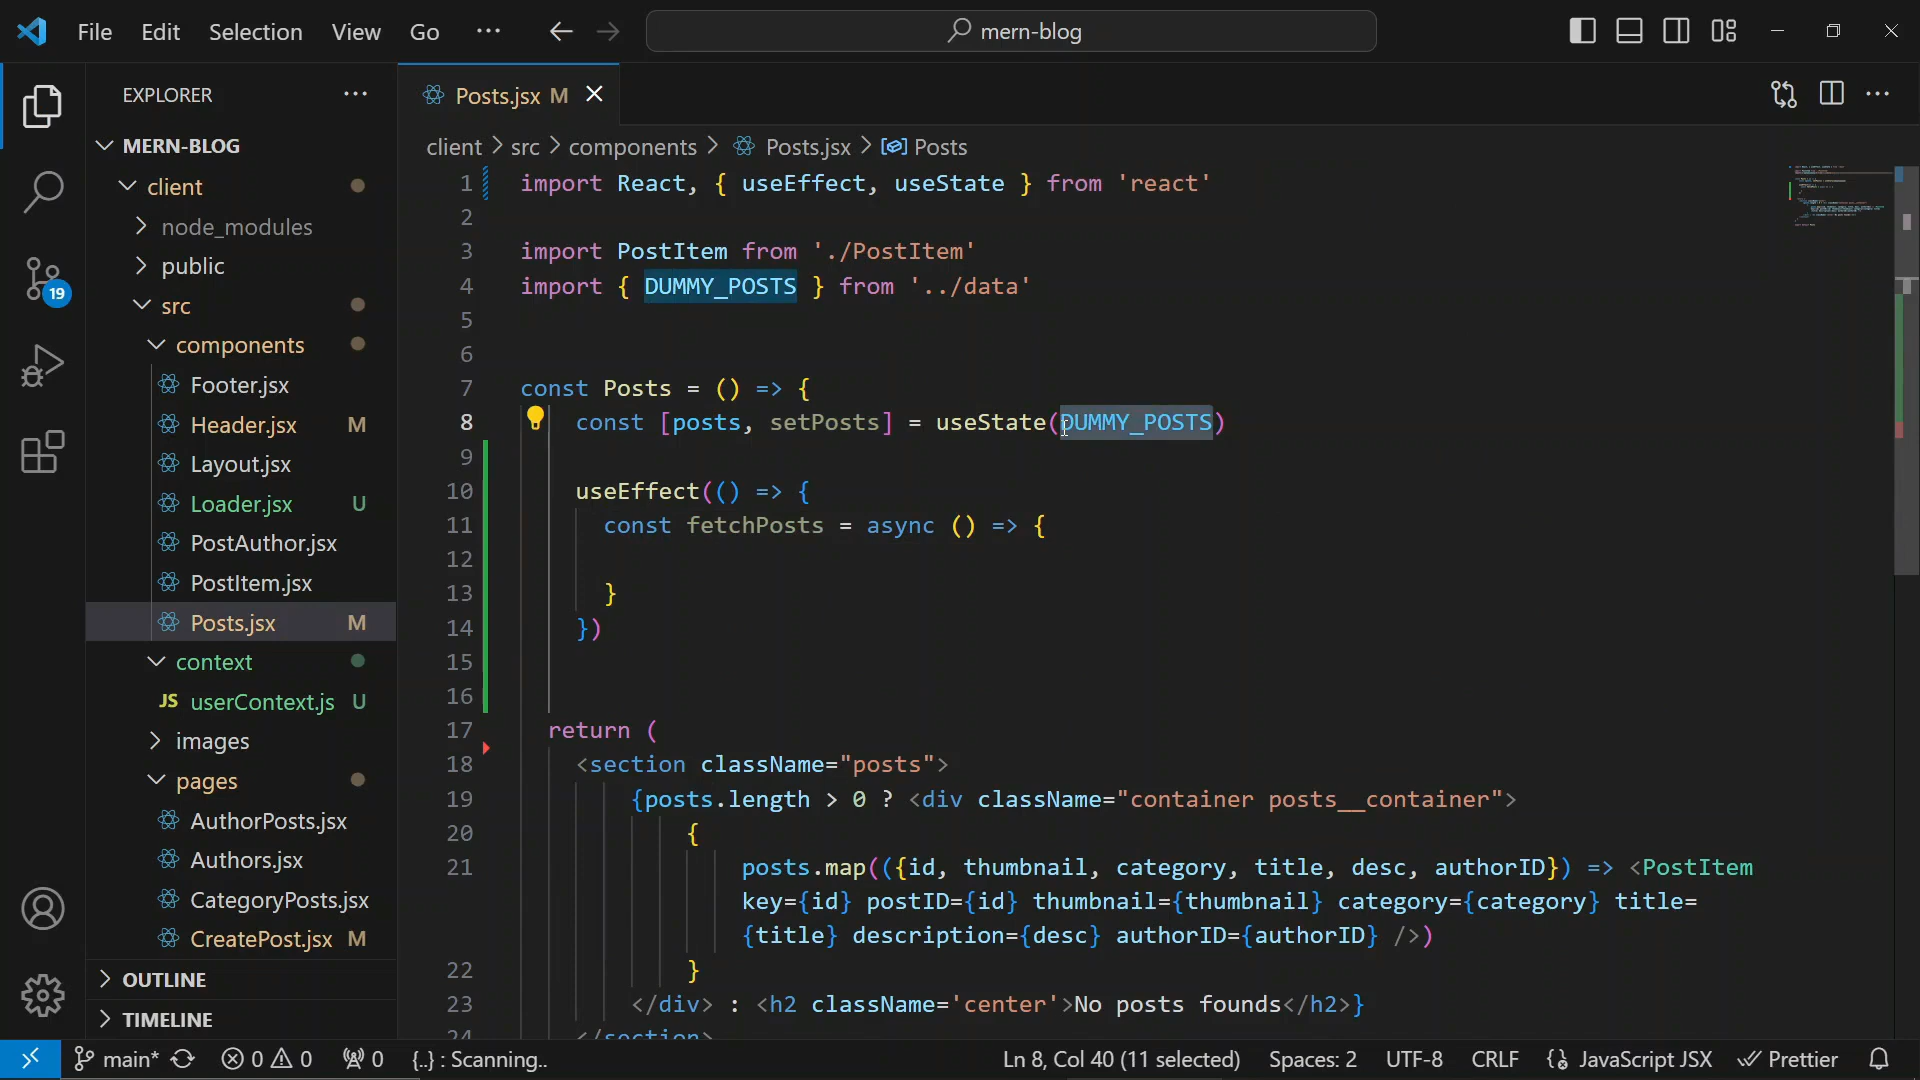 File Edit Selection View Go ··· mern-blog
EXPLORER ···
MERN-BLOG
client
node_modules
public
src
components
Footer.jsx
Header.jsx M
Layout.jsx
Loader.jsx U
PostAuthor.jsx
PostItem.jsx
Posts.jsx M
context
JS userContext.js U
images
pages
AuthorPosts.jsx
Authors.jsx
CategoryPosts.jsx
CreatePost.jsx M
OUTLINE
TIMELINE
19
Posts.jsx M
client > src > components > Posts.jsx > Posts
1 import React, { useEffect, useState } from 'react'
2
3 import PostItem from './PostItem'
4 import { DUMMY_POSTS } from '../data'
5
6
7 const Posts = () => {
8 const [posts, setPosts] = useState(DUMMY_POSTS)
9
10 useEffect(() => {
11 const fetchPosts = async () => {
12
13 }
14 })
15
16
17 return (
18 <section className="posts">
19 {posts.length > 0 ? <div className="container posts__container">
20 {
21 posts.map(({id, thumbnail, category, title, desc, authorID}) => <PostItem
key={id} postID={id} thumbnail={thumbnail} category={category} title=
{title} description={desc} authorID={authorID} />)
22 }
23 </div> : <h2 className='center'>No posts founds</h2>}
24 </section>
main* 0 0 0 {..} : Scanning.. Ln 8, Col 40 (11 selected) Spaces: 2 UTF-8 CRLF JavaScript JSX Prettier